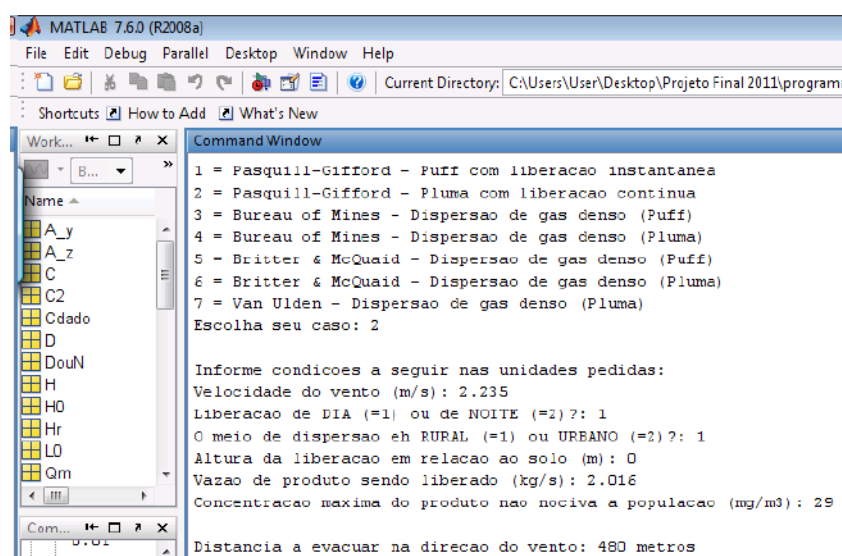 MATLAB 7.6.0 (R2008a)
File Edit Debug Parallel Desktop Window Help
Current Directory: C:\Users\User\Desktop\Projeto Final 2011\program
Shortcuts How to Add What's New
Work...
Command Window
B...
Name
A_y
A_z
C
C2
Cdado
D
DouN
H
H0
Hr
L0
Qm
1 = Pasquill-Gifford - Puff com liberacao instantanea
2 = Pasquill-Gifford - Pluma com liberacao continua
3 = Bureau of Mines - Dispersao de gas denso (Puff)
4 = Bureau of Mines - Dispersao de gas denso (Pluma)
5 = Britter & McQuaid - Dispersao de gas denso (Puff)
6 = Britter & McQuaid - Dispersao de gas denso (Pluma)
7 = Van Ulden - Dispersao de gas denso (Pluma)
Escolha seu caso: 2
Informe condicoes a seguir nas unidades pedidas:
Velocidade do vento (m/s): 2.235
Liberacao de DIA (=1) ou de NOITE (=2)?: 1
O meio de dispersao eh RURAL (=1) ou URBANO (=2)?: 1
Altura da liberacao em relacao ao solo (m): 0
Vazao de produto sendo liberado (kg/s): 2.016
Concentracao maxima do produto nao nociva a populacao (mg/m3): 29
Distancia a evacuar na direcao do vento: 480 metros
Com...